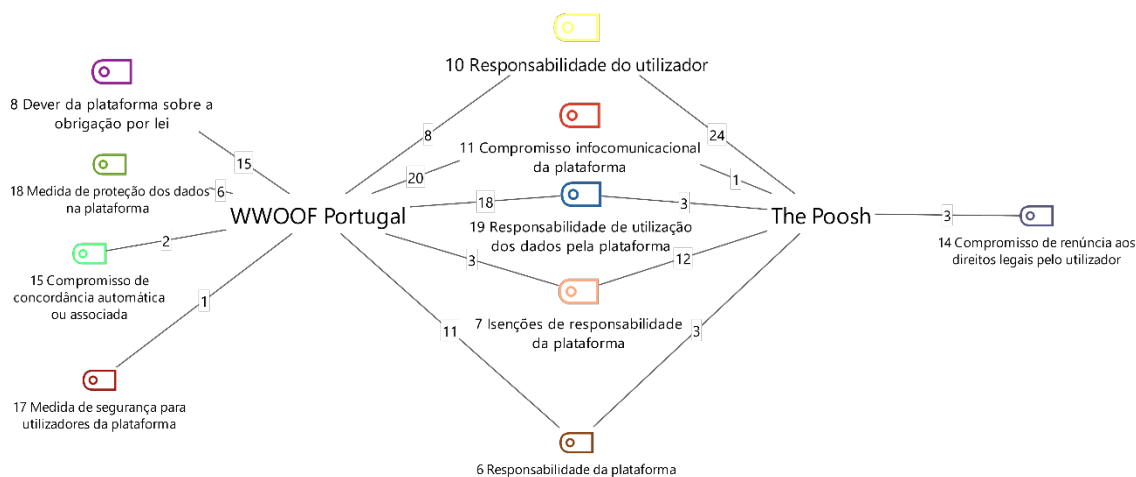 10 Responsabilidade do utilizador
8 Dever da plataforma sobre a
obrigação por lei
8
24
11 Compromisso infocomunicacional
da plataforma
15
20
1
18 Medida de proteção dos dados
na plataforma
6
18
3
WWOOF Portugal
The Poosh
3
19 Responsabilidade de utilização
dos dados pela plataforma
14 Compromisso de renúncia aos
direitos legais pelo utilizador
2
3
12
15 Compromisso de
concordância automática
ou associada
1
11
3
7 Isenções de responsabilidade
da plataforma
17 Medida de segurança para
utilizadores da plataforma
6 Responsabilidade da plataforma